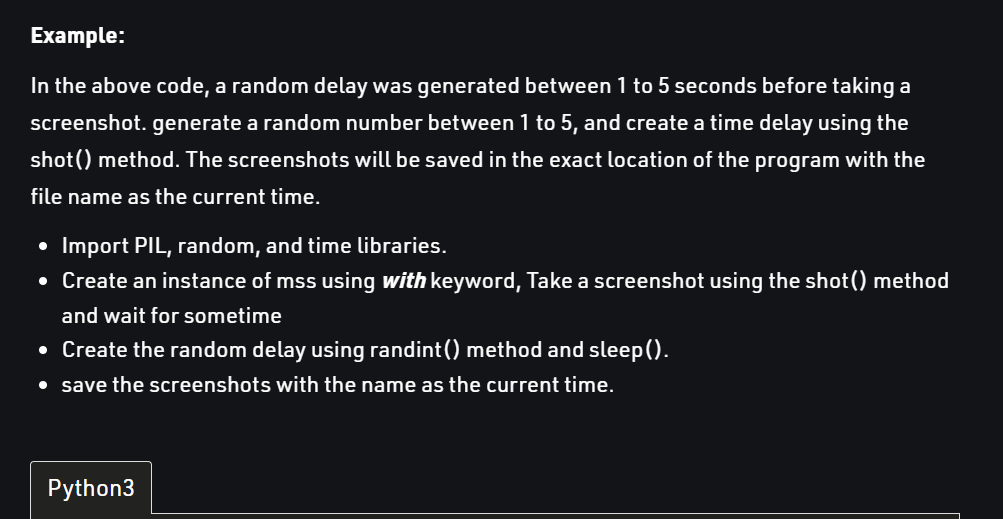 Example:
In the above code, a random delay was generated between 1 to 5 seconds before taking a
screenshot. generate a random number between 1 to 5, and create a time delay using the
shot() method. The screenshots will be saved in the exact location of the program with the
file name as the current time.
• Import PIL, random, and time libraries.
• Create an instance of mss using with keyword, Take a screenshot using the shot() method
and wait for sometime
• Create the random delay using randint() method and sleep().
• save the screenshots with the name as the current time.
Python3